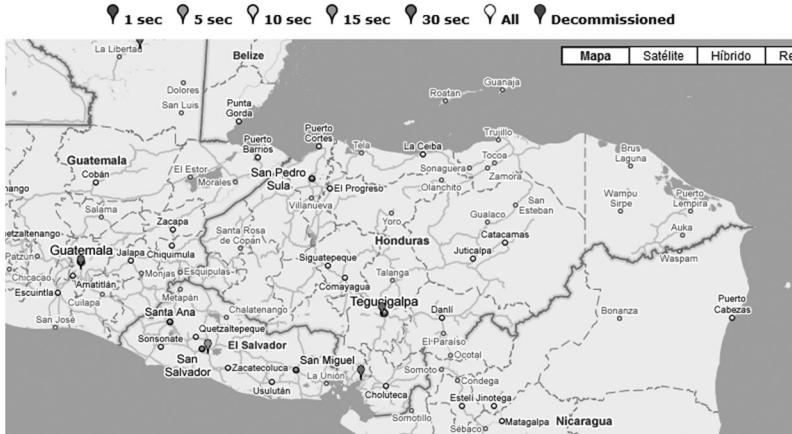 1 sec 5 sec 10 sec 15 sec 30 sec All Decommissioned
Mapa Satélite Híbrido Re
La Libertad
Belize
Dolores
San Luis
Punta
Gorda
Roatan
Guanaja
Puerto
Barrios
Puerto
Cortes
Tela
La Ceiba
Trujillo
Brus
Laguna
Guatemala
Cobán
El Estor
Morales
San Pedro
Sula
El Progreso
Sonaguera
Olanchito
Tocoa
Zamora
nango
Villanueva
Wampu
Sirpe
Puerto
Lempira
Salama
Zacapa
Santa Rosa
de Copán
Yoro
Gualaco
San
Esteban
Auka
uetzaltenango
Guatemala
Jalapa
Chiquimula
Honduras
Catacamas
Juticalpa
Waspam
Patzun
Chicacao
Amatitlán
Monjas
Esquipulas
Siguatepeque
Comayagua
Talanga
Escuintla
Cuilapa
Metapán
Chalatenango
Tegucigalpa
Danlí
Bonanza
Puerto
Cabezas
San José
Santa Ana
Quetzaltepeque
El Salvador
El Paraíso
Ocotal
Sonsonate
San
Salvador
Zacatecoluca
San Miguel
La Unión
Usulután
Choluteca
Somoto
Condega
Somotillo
Estelí
Jinotega
Matagalpa
Sébaco
Nicaragua